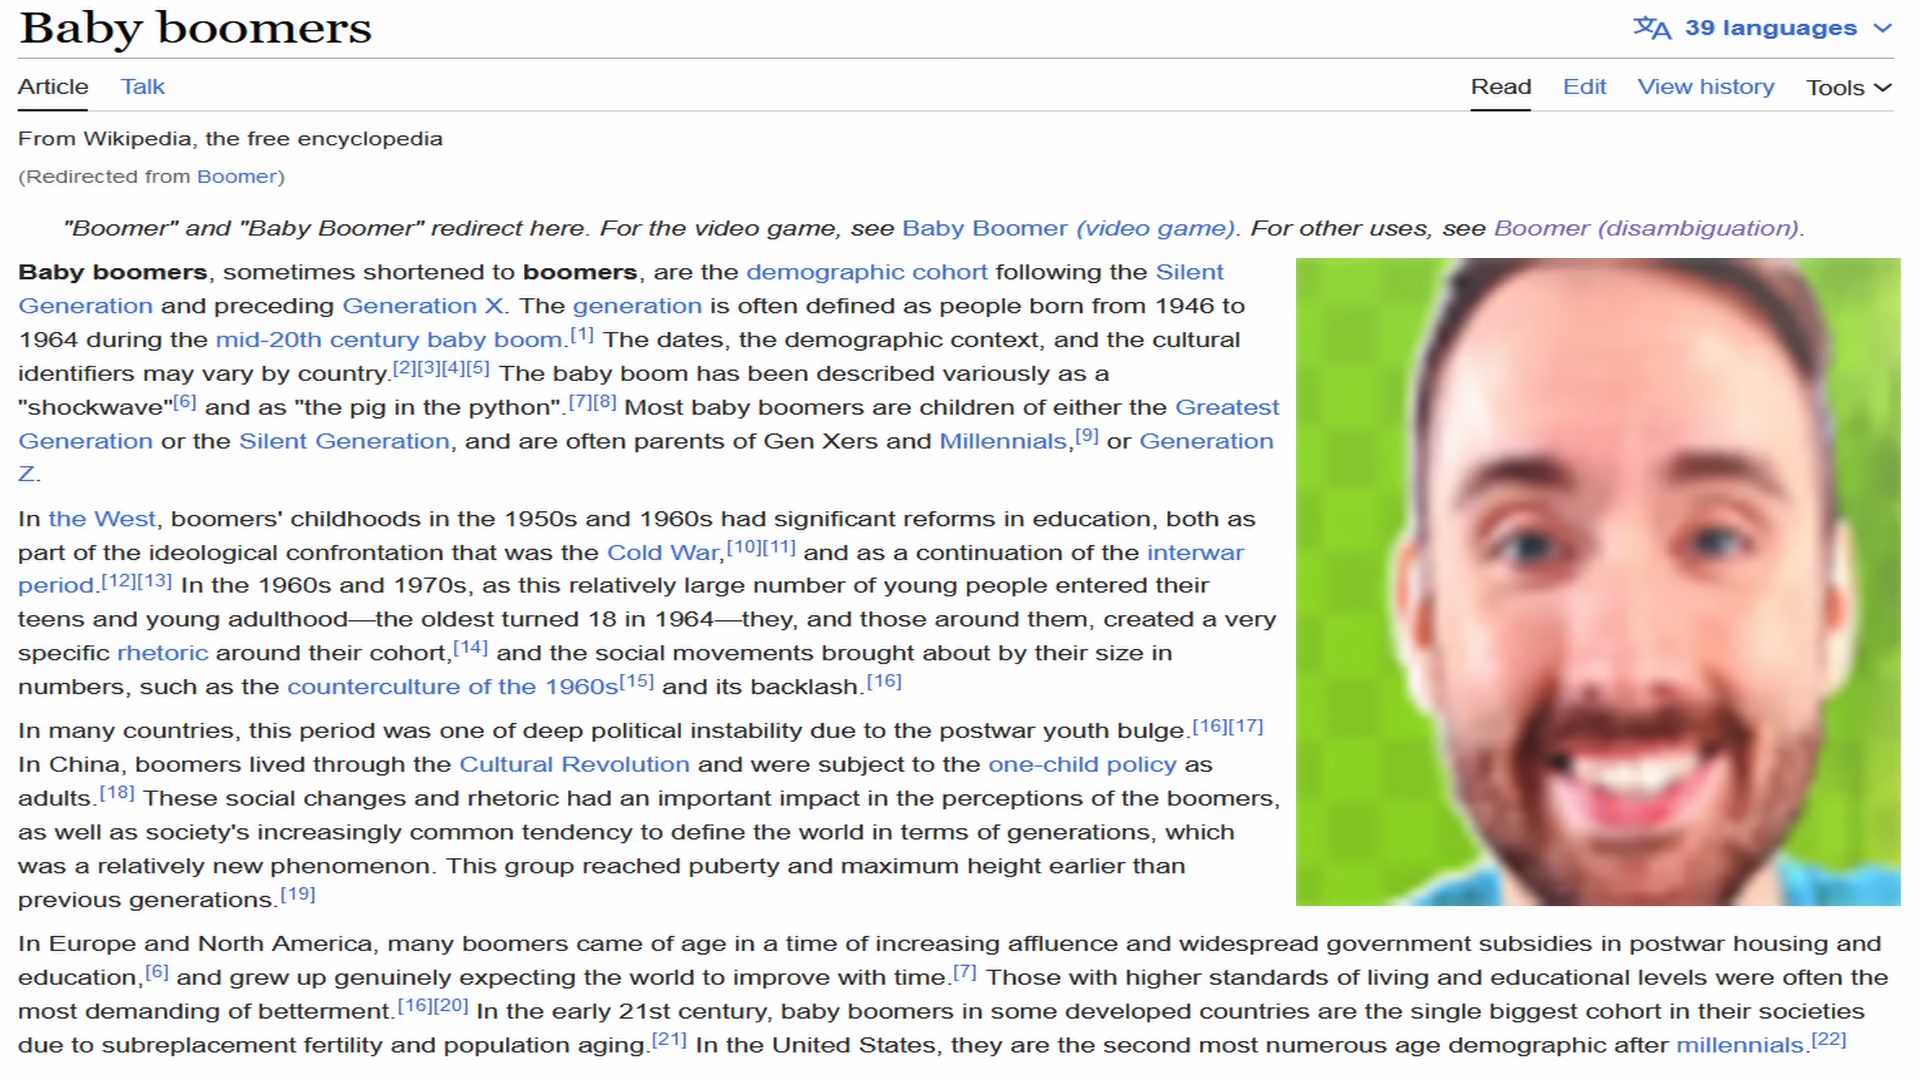 Baby boomers
39 languages
Article Talk Read Edit View history Tools
From Wikipedia, the free encyclopedia
(Redirected from Boomer)
"Boomer" and "Baby Boomer" redirect here. For the video game, see Baby Boomer (video game). For other uses, see Boomer (disambiguation).
Baby boomers, sometimes shortened to boomers, are the demographic cohort following the Silent
Generation and preceding Generation X. The generation is often defined as people born from 1946 to
1964 during the mid-20th century baby boom.[1] The dates, the demographic context, and the cultural
identifiers may vary by country.[2][3][4][5] The baby boom has been described variously as a
"shockwave"[6] and as "the pig in the python".[7][8] Most baby boomers are children of either the Greatest
Generation or the Silent Generation, and are often parents of Gen Xers and Millennials,[9] or Generation
Z.
In the West, boomers' childhoods in the 1950s and 1960s had significant reforms in education, both as
part of the ideological confrontation that was the Cold War,[10][11] and as a continuation of the interwar
period.[12][13] In the 1960s and 1970s, as this relatively large number of young people entered their
teens and young adulthood—the oldest turned 18 in 1964—they, and those around them, created a very
specific rhetoric around their cohort,[14] and the social movements brought about by their size in
numbers, such as the counterculture of the 1960s[15] and its backlash.[16]
In many countries, this period was one of deep political instability due to the postwar youth bulge.[16][17]
In China, boomers lived through the Cultural Revolution and were subject to the one-child policy as
adults.[18] These social changes and rhetoric had an important impact in the perceptions of the boomers,
as well as society's increasingly common tendency to define the world in terms of generations, which
was a relatively new phenomenon. This group reached puberty and maximum height earlier than
previous generations.[19]
In Europe and North America, many boomers came of age in a time of increasing affluence and widespread government subsidies in postwar housing and
education,[6] and grew up genuinely expecting the world to improve with time.[7] Those with higher standards of living and educational levels were often the
most demanding of betterment.[16][20] In the early 21st century, baby boomers in some developed countries are the single biggest cohort in their societies
due to subreplacement fertility and population aging.[21] In the United States, they are the second most numerous age demographic after millennials.[22]